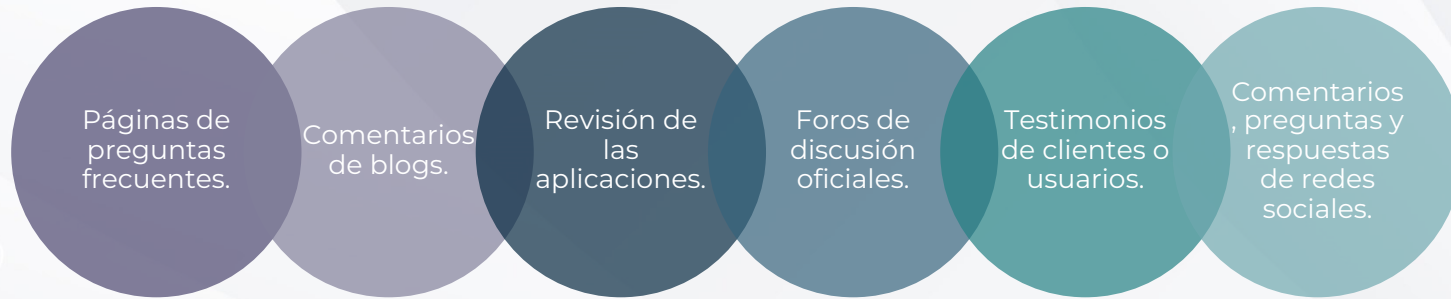 Páginas de
preguntas
frecuentes.
Comentarios
de blogs.
Revisión de
las
aplicaciones.
Foros de
discusión
oficiales.
Testimonios
de clientes o
usuarios.
Comentarios
, preguntas y
respuestas
de redes
sociales.